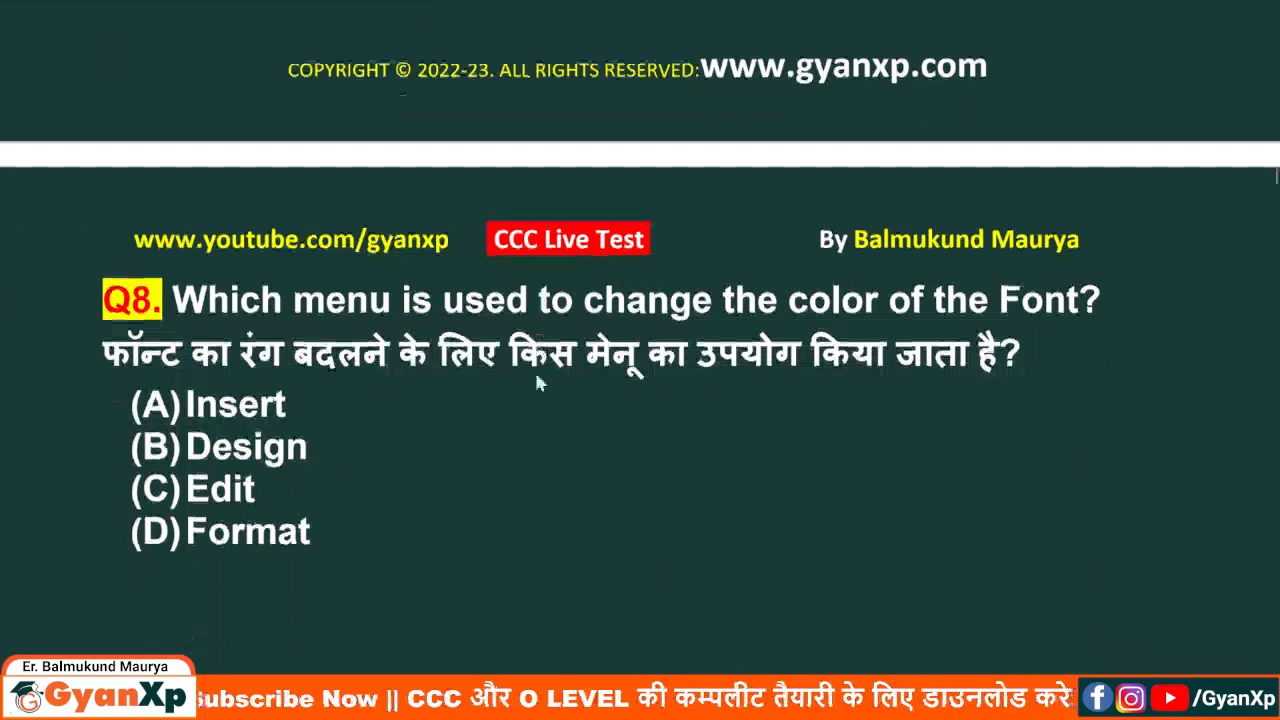 COPYRIGHT © 2022-23. ALL RIGHTS RESERVED:www.gyanxp.com
www.youtube.com/gyanxp CCC Live Test By Balmukund Maurya
Q8. Which menu is used to change the color of the Font?
फॉन्ट का रंग बदलने के लिए किस मेनू का उपयोग किया जाता है?
(A) Insert
(B) Design
(C) Edit
(D) Format
Er. Balmukund Maurya
GyanXp
Subscribe Now || CCC और O LEVEL की कम्पलीट तैयारी के लिए डाउनलोड करे /GyanXp